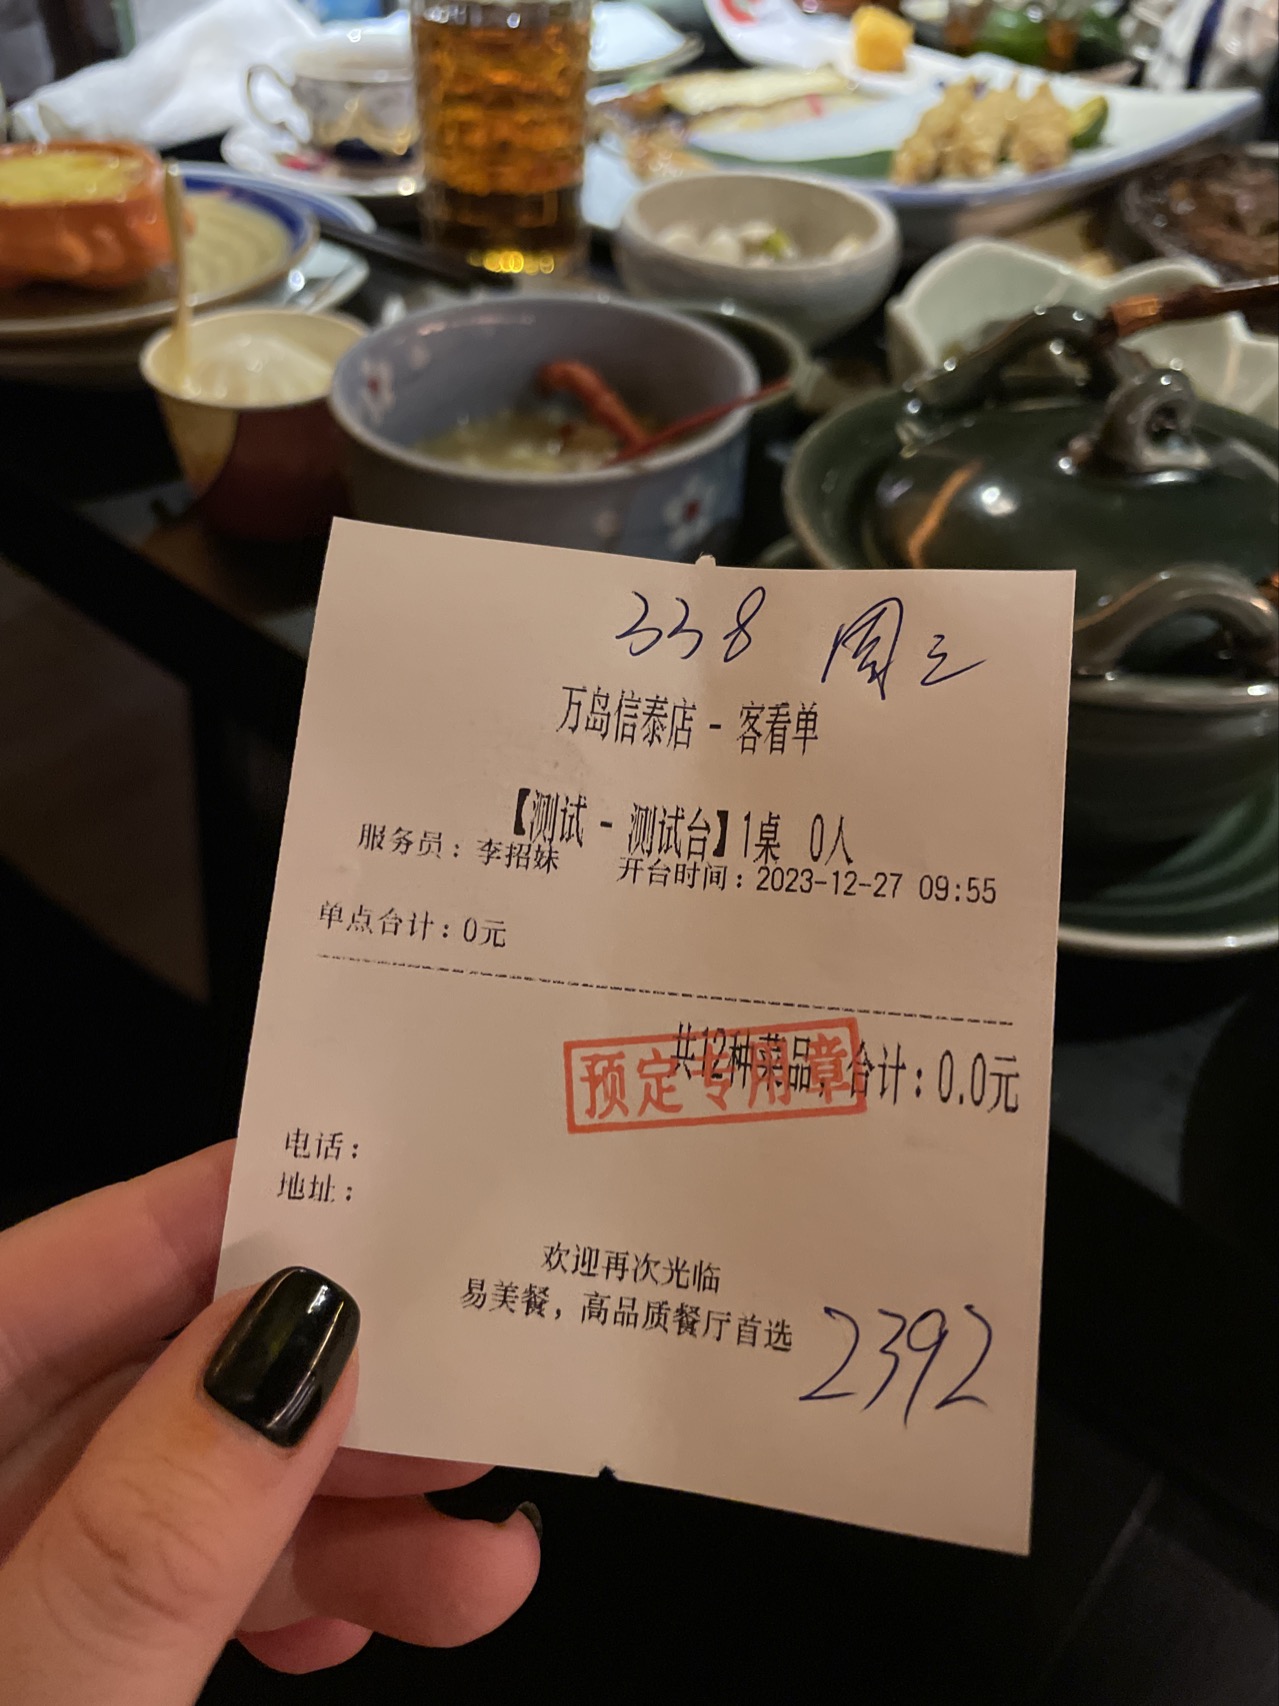 338 周三
万岛信泰店 - 客看单
【测试 - 测试台】1桌 0人
服务员：李招妹 开台时间：2023-12-27 09:55
单点合计：0元
共12种菜品，合计：0.0元
预定专用章
电话：
地址：
欢迎再次光临
易美餐，高品质餐厅首选
2392